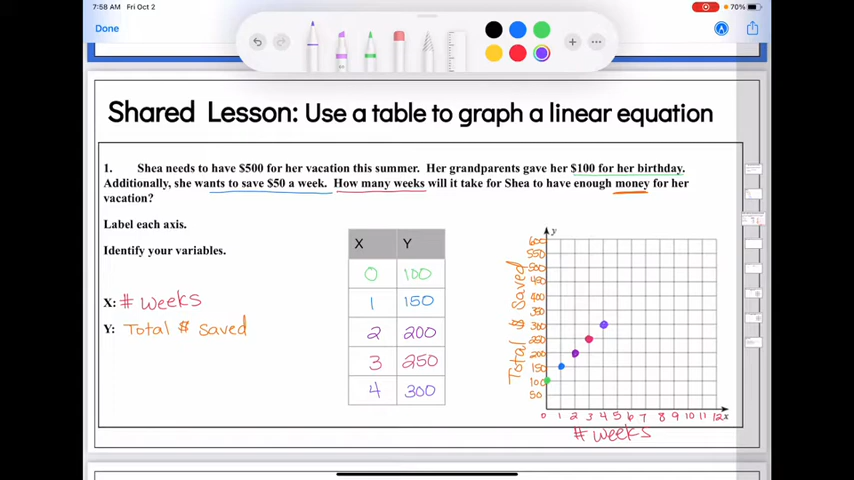 7:58 AM Fri Oct 2
70%
Done
Shared Lesson: Use a table to graph a linear equation
1. Shea needs to have $500 for her vacation this summer. Her grandparents gave her $100 for her birthday.
Additionally, she wants to save $50 a week. How many weeks will it take for Shea to have enough money for her
vacation?
Label each axis.
Identify your variables.
X: # weeks
Y: Total $ saved
X Y
0 100
1 150
2 200
3 250
4 300
y
600
550
500
450
400
350
300
250
200
150
100
50
Total $ Saved
0 1 2 3 4 5 6 7 8 9 10 11 12 x
# weeks